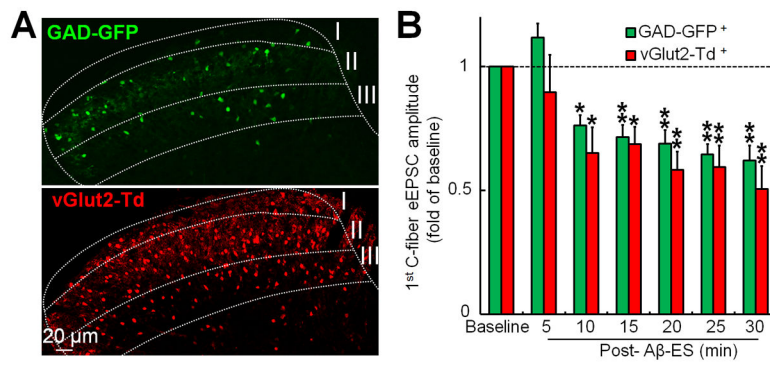 A
GAD-GFP
I
II
III
vGlut2-Td
I
II
III
20 μm
B
GAD-GFP +
vGlut2-Td +
1st C-fiber eEPSC amplitude
(fold of baseline)
1
0.5
0
* * ** * ** ** ** ** ** **
Baseline 5 10 15 20 25 30
Post- Aβ-ES (min)